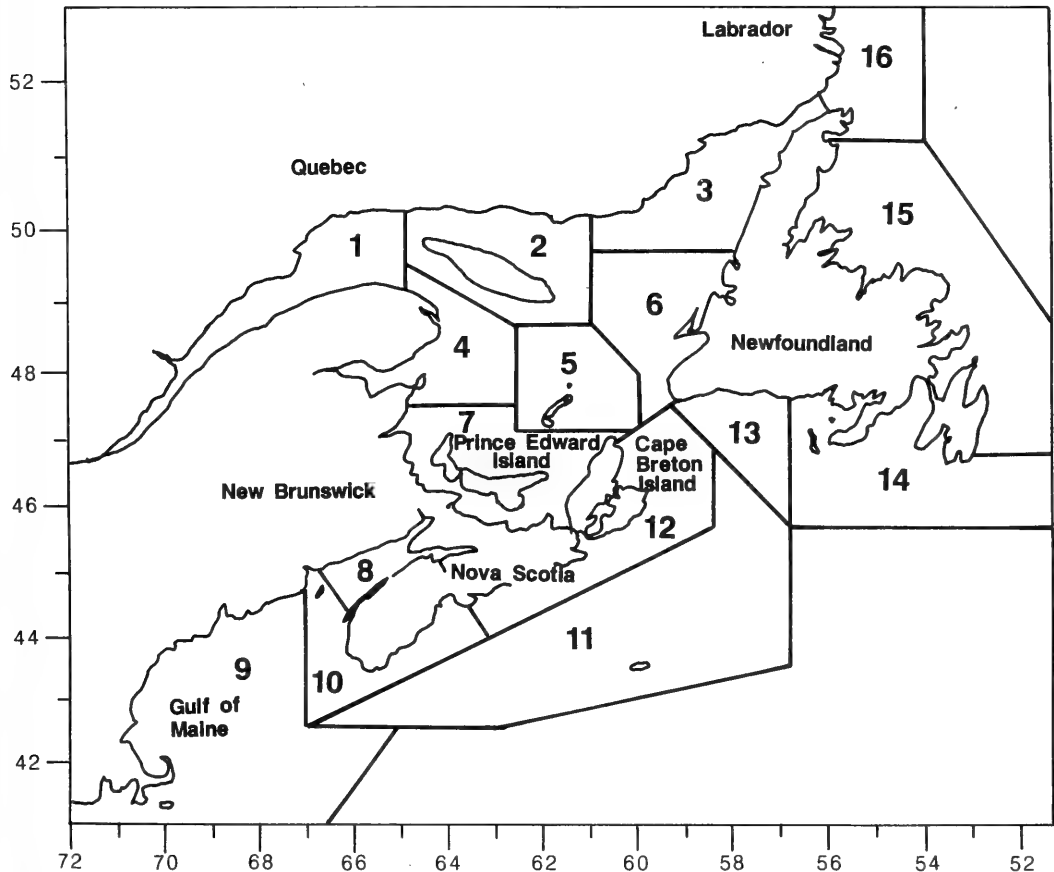 Labrador
16
52
Quebec
3
50
1
2
15
6
4
Newfoundland
5
48
7
13
Prince Edward
Island
Cape
Breton
Island
14
New Brunswick
46
12
8
Nova Scotia
44
11
9
10
Gulf of
Maine
42
72 70 68 66 64 62 60 58 56 54 52